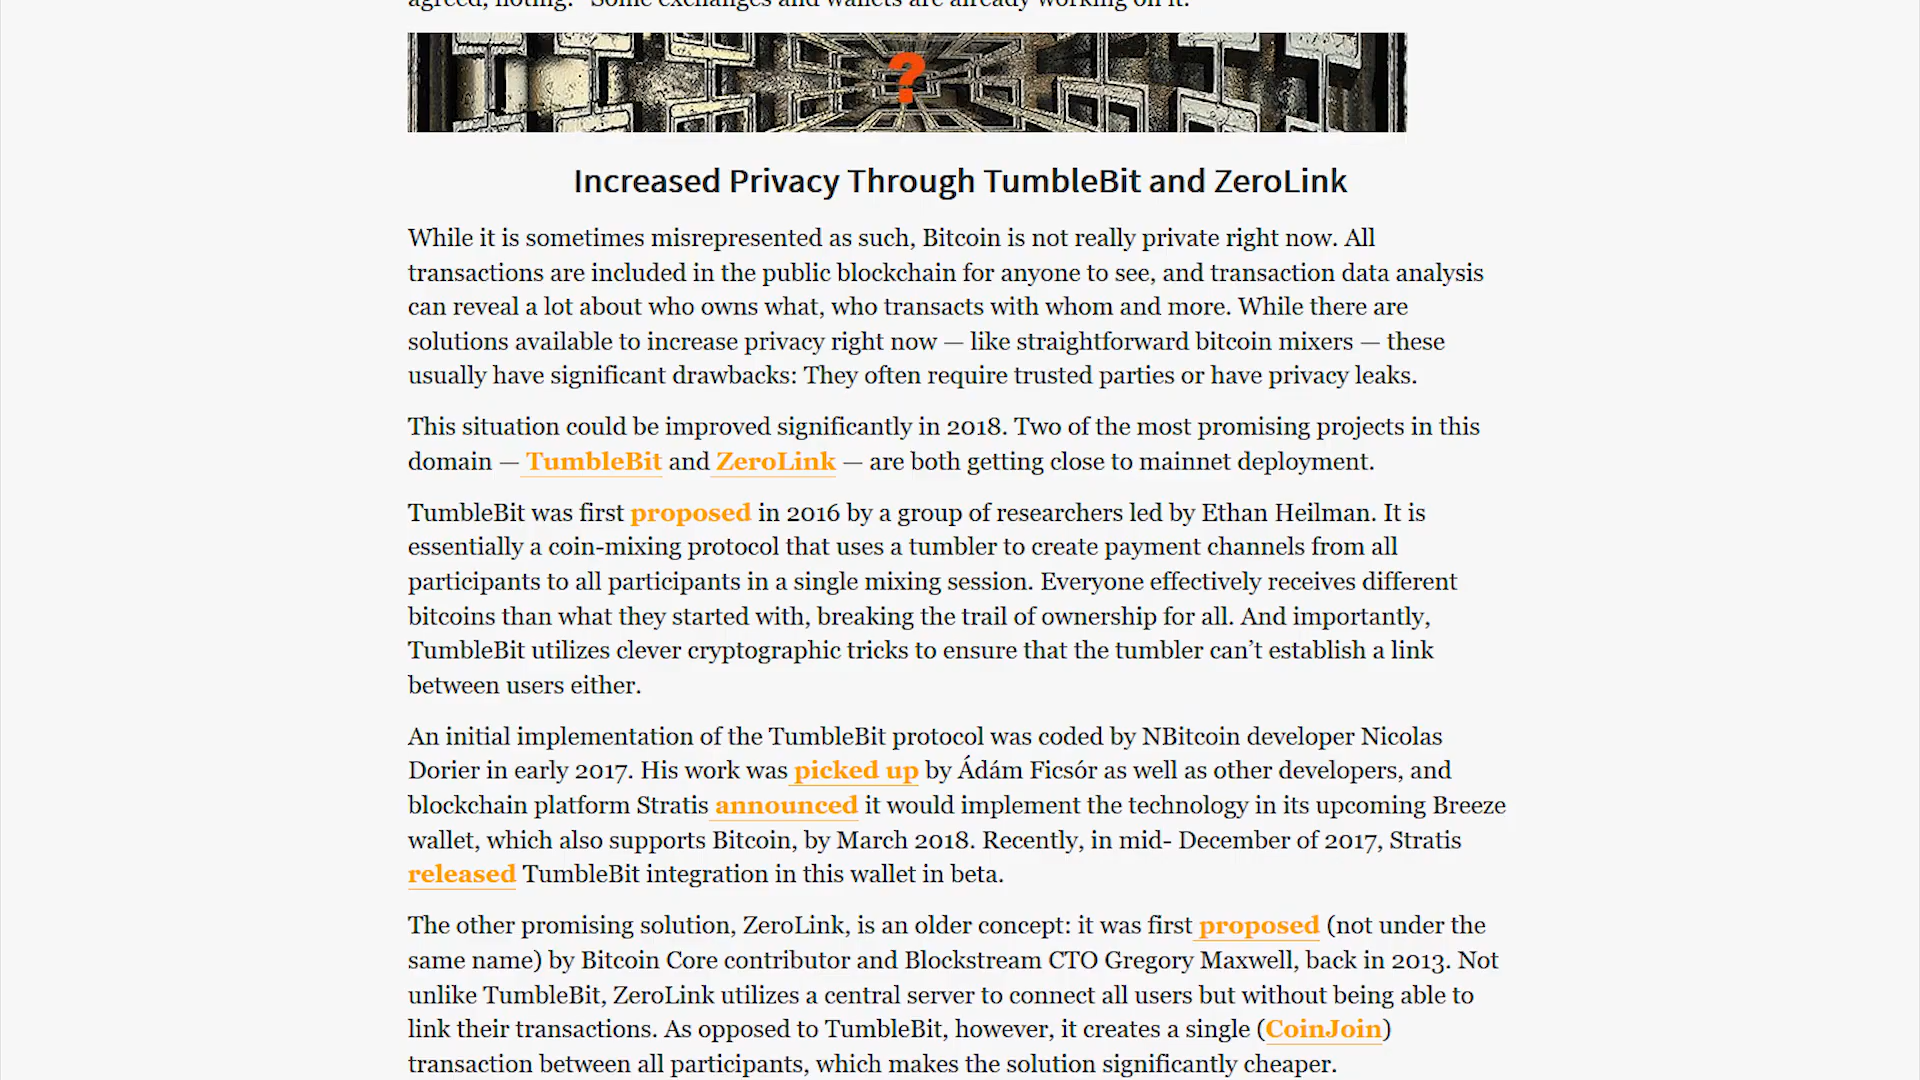 agreed, noting: "Some exchanges and wallets are already working on it."
?
Increased Privacy Through TumbleBit and ZeroLink
While it is sometimes misrepresented as such, Bitcoin is not really private right now. All
transactions are included in the public blockchain for anyone to see, and transaction data analysis
can reveal a lot about who owns what, who transacts with whom and more. While there are
solutions available to increase privacy right now — like straightforward bitcoin mixers — these
usually have significant drawbacks: They often require trusted parties or have privacy leaks.
This situation could be improved significantly in 2018. Two of the most promising projects in this
domain — TumbleBit and ZeroLink — are both getting close to mainnet deployment.
TumbleBit was first proposed in 2016 by a group of researchers led by Ethan Heilman. It is
essentially a coin-mixing protocol that uses a tumbler to create payment channels from all
participants to all participants in a single mixing session. Everyone effectively receives different
bitcoins than what they started with, breaking the trail of ownership for all. And importantly,
TumbleBit utilizes clever cryptographic tricks to ensure that the tumbler can’t establish a link
between users either.
An initial implementation of the TumbleBit protocol was coded by NBitcoin developer Nicolas
Dorier in early 2017. His work was picked up by Ádám Ficsór as well as other developers, and
blockchain platform Stratis announced it would implement the technology in its upcoming Breeze
wallet, which also supports Bitcoin, by March 2018. Recently, in mid- December of 2017, Stratis
released TumbleBit integration in this wallet in beta.
The other promising solution, ZeroLink, is an older concept: it was first proposed (not under the
same name) by Bitcoin Core contributor and Blockstream CTO Gregory Maxwell, back in 2013. Not
unlike TumbleBit, ZeroLink utilizes a central server to connect all users but without being able to
link their transactions. As opposed to TumbleBit, however, it creates a single (CoinJoin)
transaction between all participants, which makes the solution significantly cheaper.